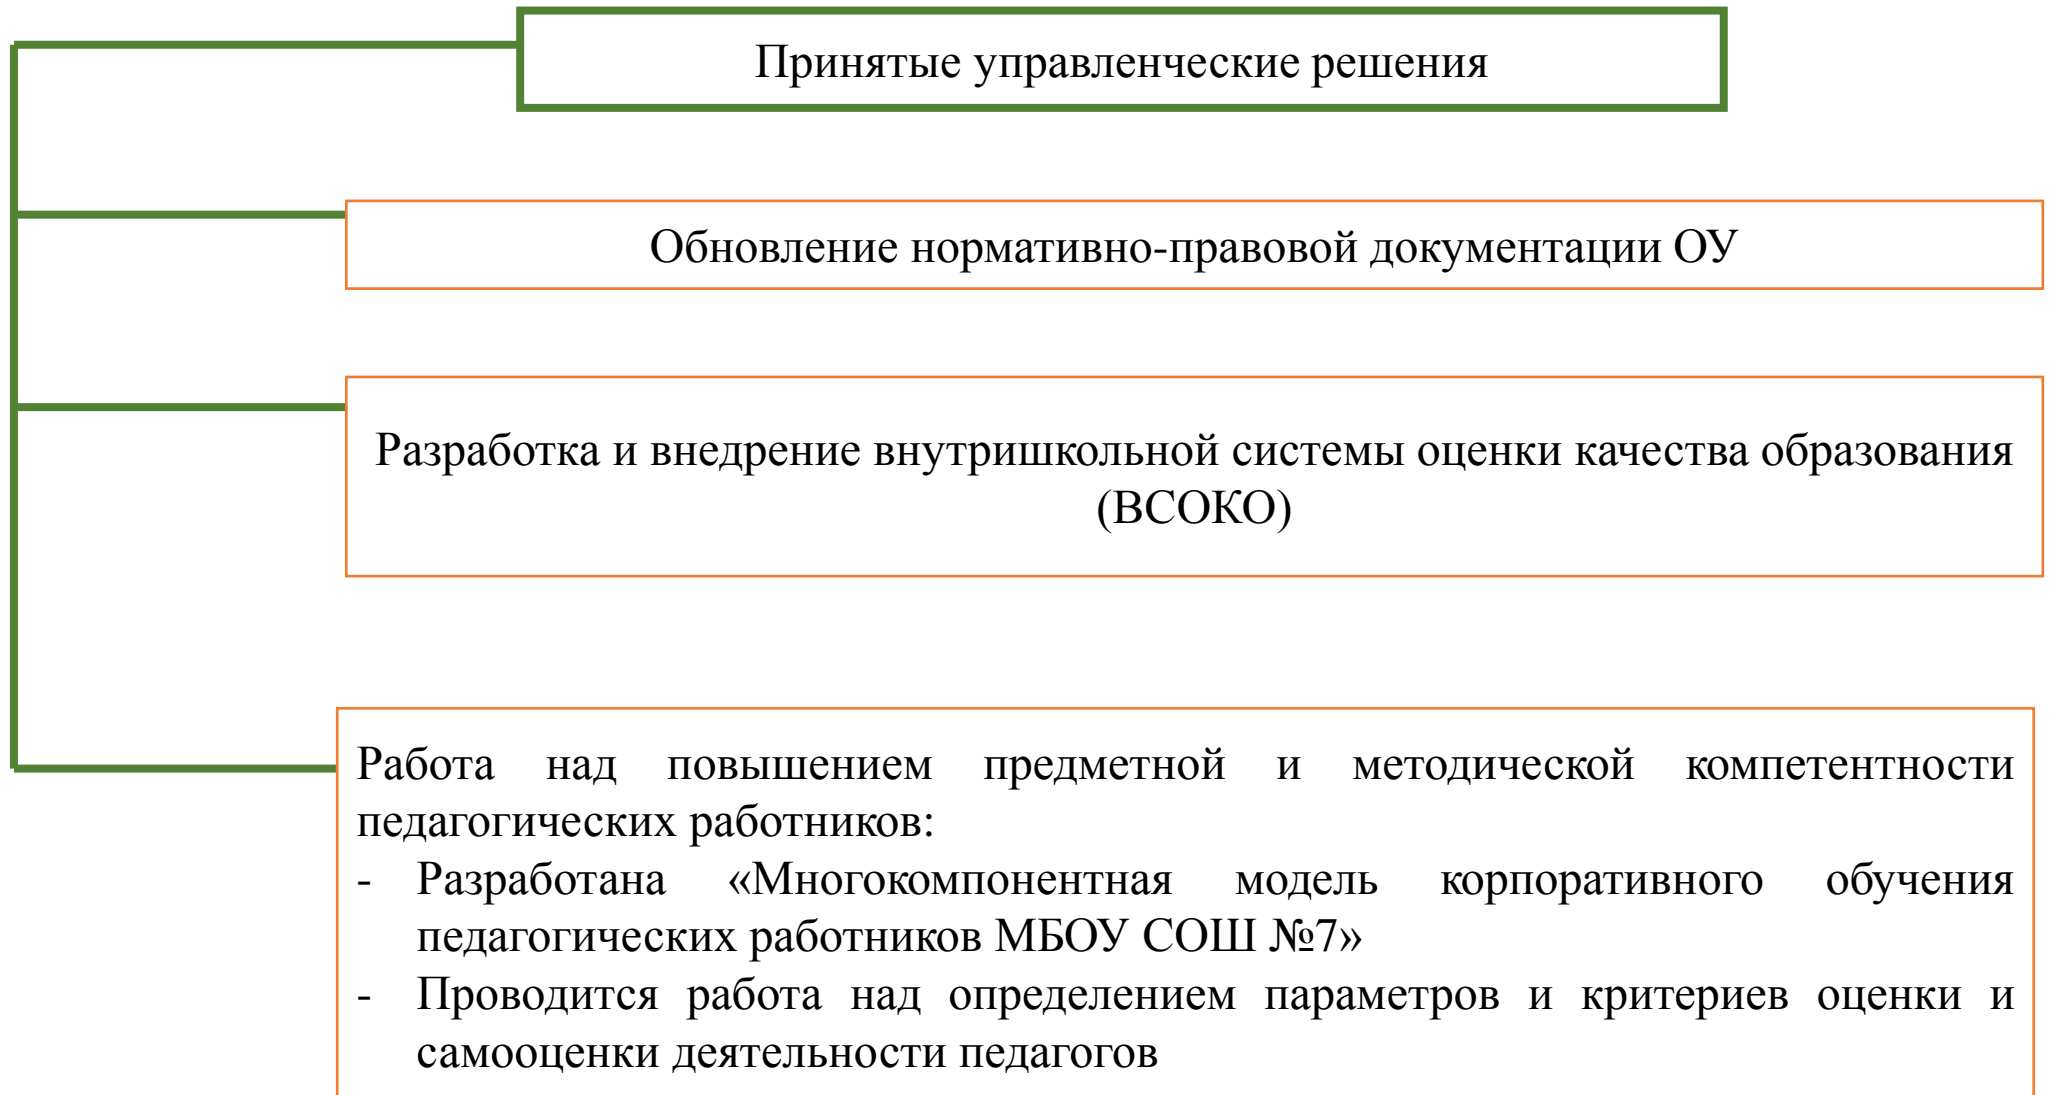 Принятые управленческие решения
Обновление нормативно-правовой документации ОУ
Разработка и внедрение внутришкольной системы оценки качества образования
(ВСОКО)
Работа над повышением предметной и методической компетентности
педагогических работников:
- Разработана «Многокомпонентная модель корпоративного обучения
педагогических работников МБОУ СОШ №7»
- Проводится работа над определением параметров и критериев оценки и
самооценки деятельности педагогов